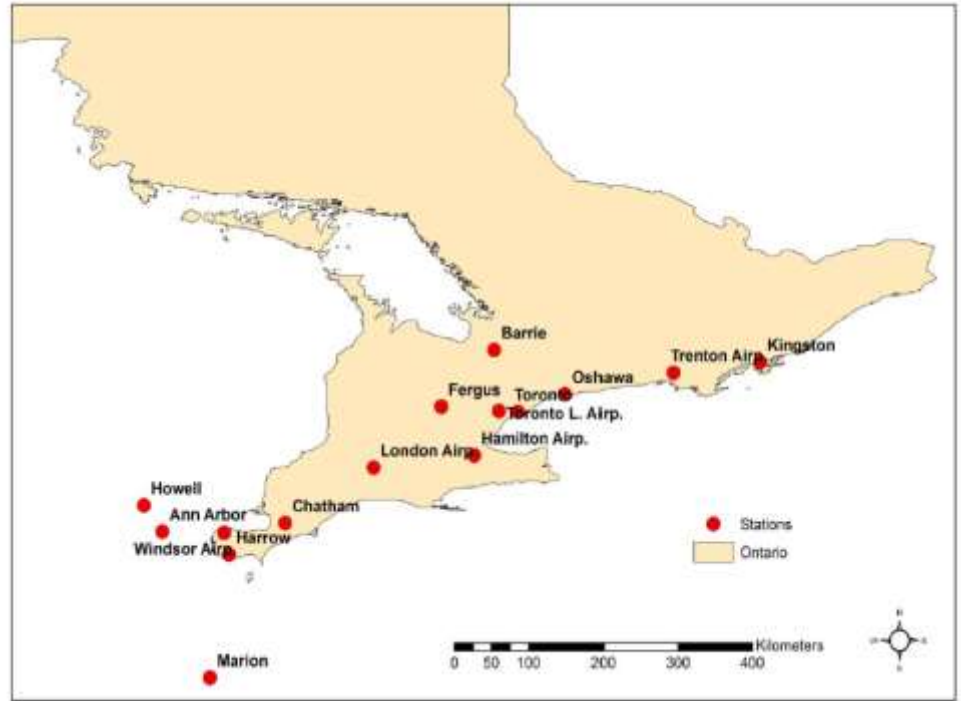 Barrie
Trenton Airp.
Kingston
Oshawa
Fergus
Toronto
Toronto L. Airp.
Hamilton Airp.
London Airp.
Howell
Chatham
Ann Arbor
Harrow
Windsor Airp.
Stations
Ontario
Marion
Kilometers
0 50 100 200 300 400
N
W E
S